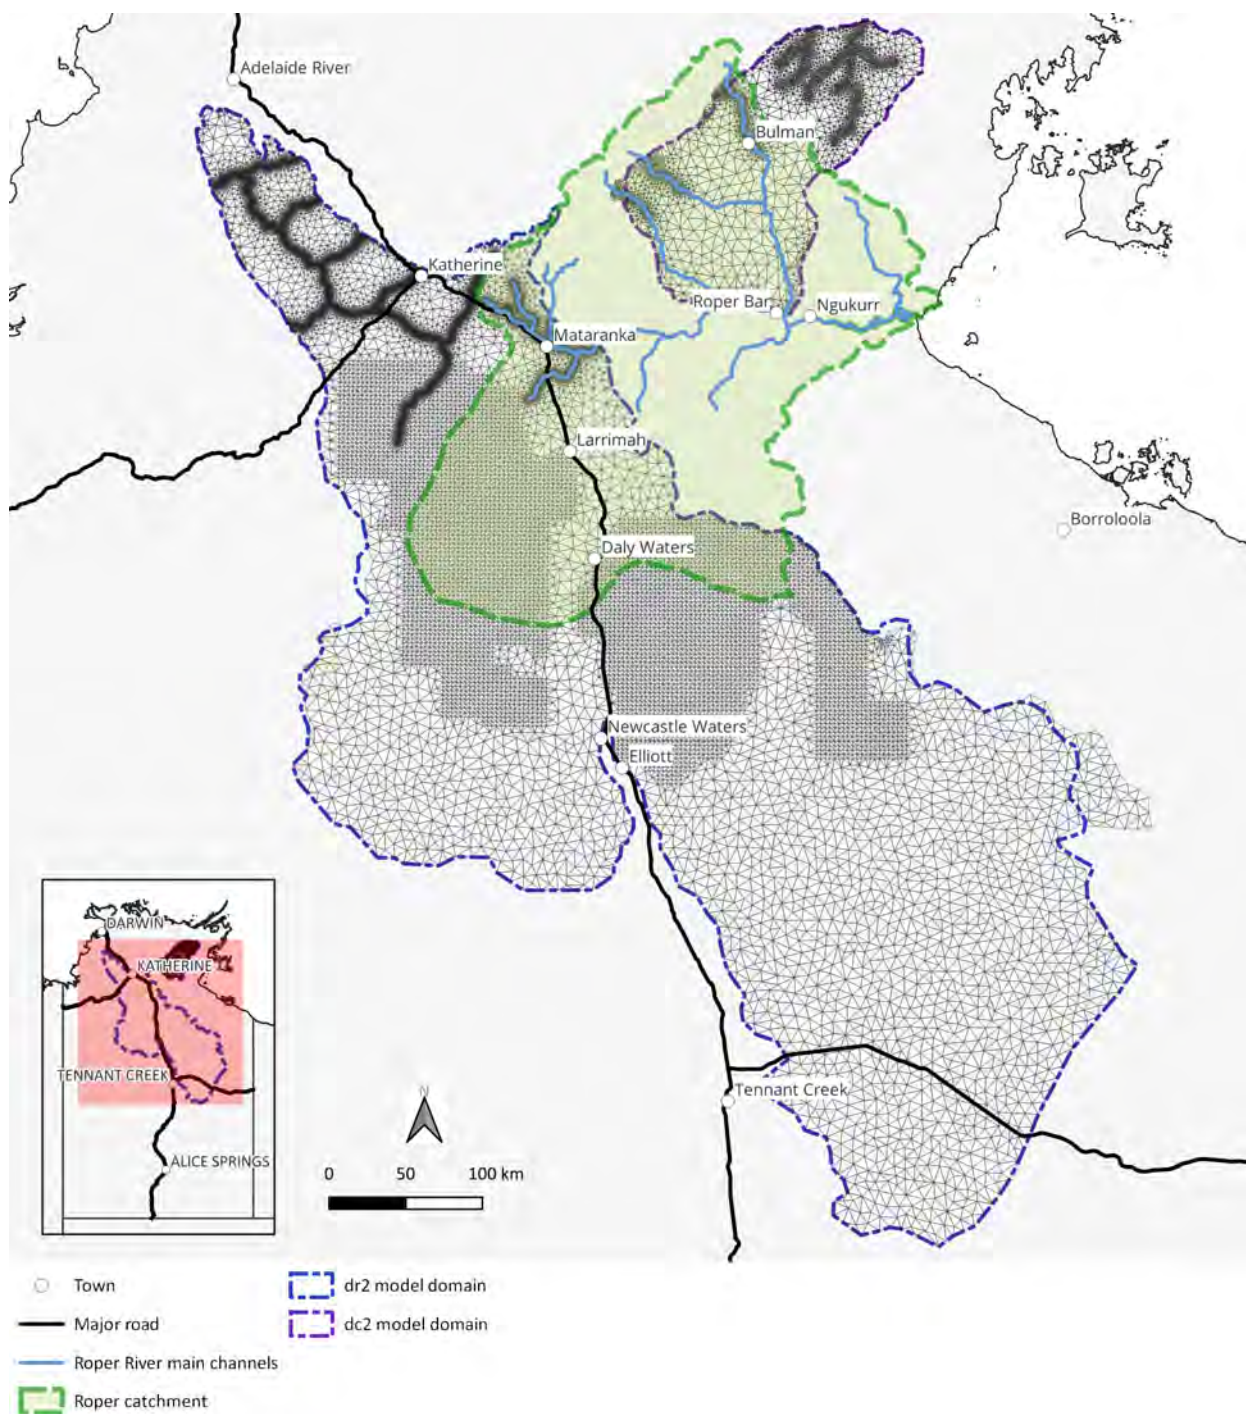 Adelaide River
Bulman
Katherine
Roper Bar
Ngukurr
Mataranka
Larrimah
Borroloola
Daly Waters
Newcastle Waters
Elliott
DARWIN
KATHERINE
TENNANT CREEK
ALICE SPRINGS
N
0 50 100 km
Tennant Creek
Town
dr2 model domain
Major road
dc2 model domain
Roper River main channels
Roper catchment